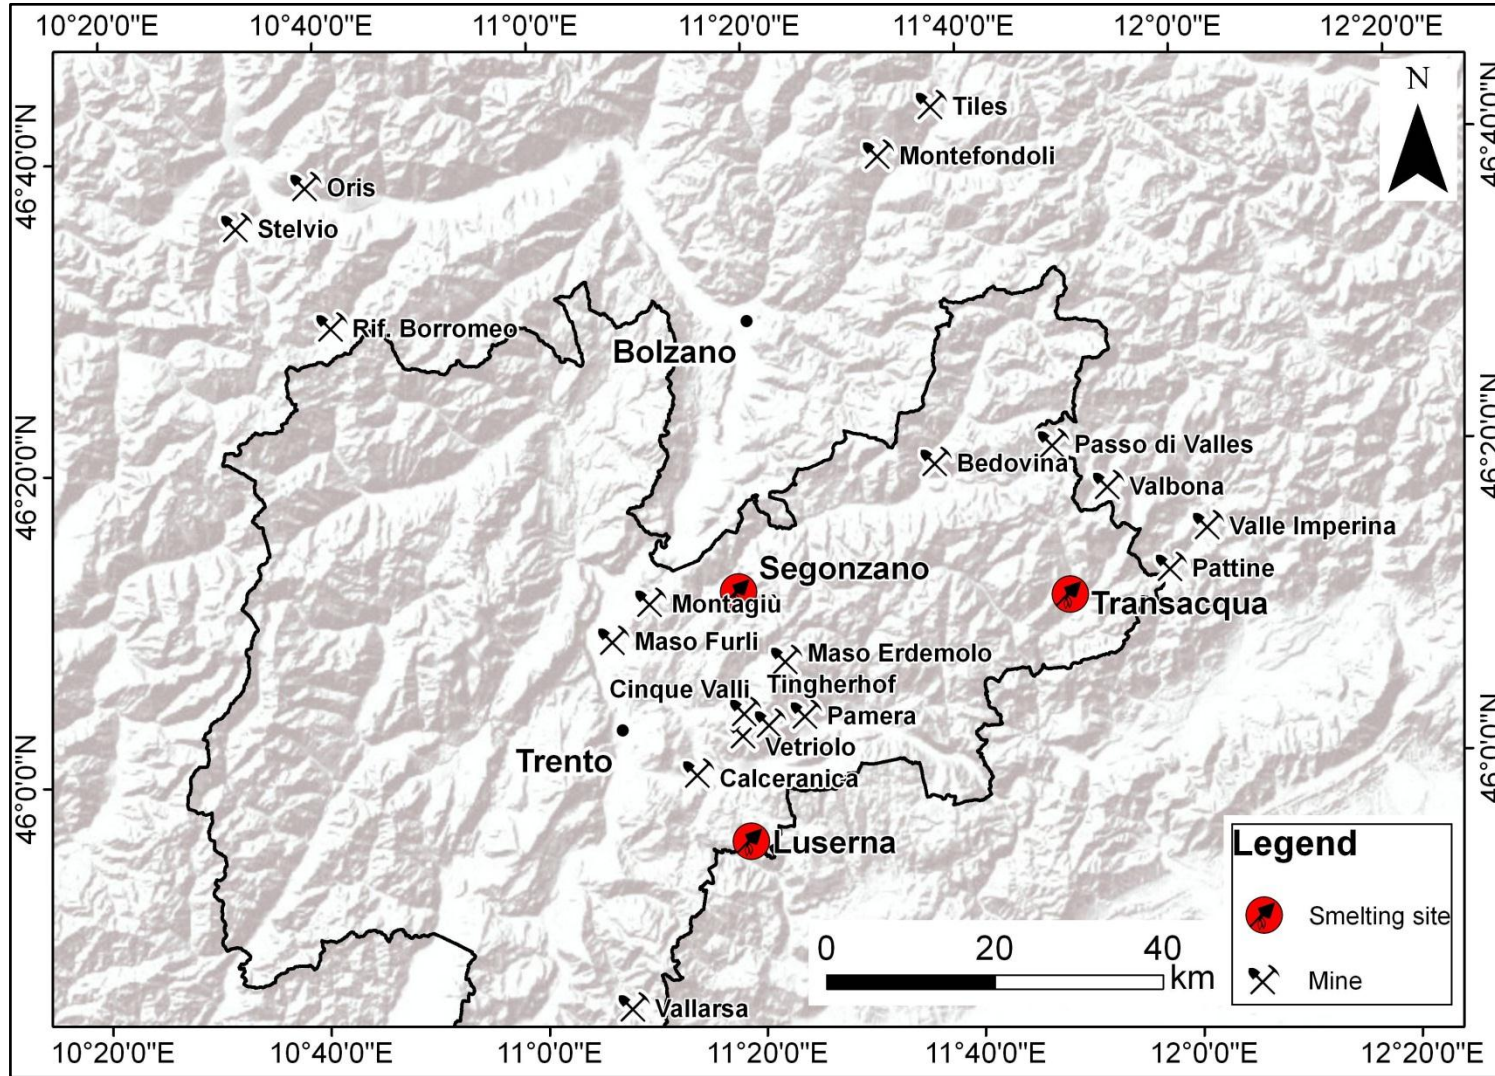 10°20'0"E 10°40'0"E 11°0'0"E 11°20'0"E 11°40'0"E 12°0'0"E 12°20'0"E
N
Tiles
46°40'0"N
Montefondoli
46°40'0"N
Oris
Stelvio
Rif. Borromeo
Bolzano
46°20'0"N
Passo di Valles
Bedovina
46°20'0"N
Valbona
Valle Imperina
Segonzano
Pattine
Montagiù
Transacqua
Maso Furli
Maso Erdemolo
Cinque Valli
Tingherhof
Pamera
Vetriolo
Trento
46°0'0"N
Calceranica
46°0'0"N
Luserna
Legend
Smelting site
0 20 40
km
Mine
Vallarsa
10°20'0"E 10°40'0"E 11°0'0"E 11°20'0"E 11°40'0"E 12°0'0"E 12°20'0"E